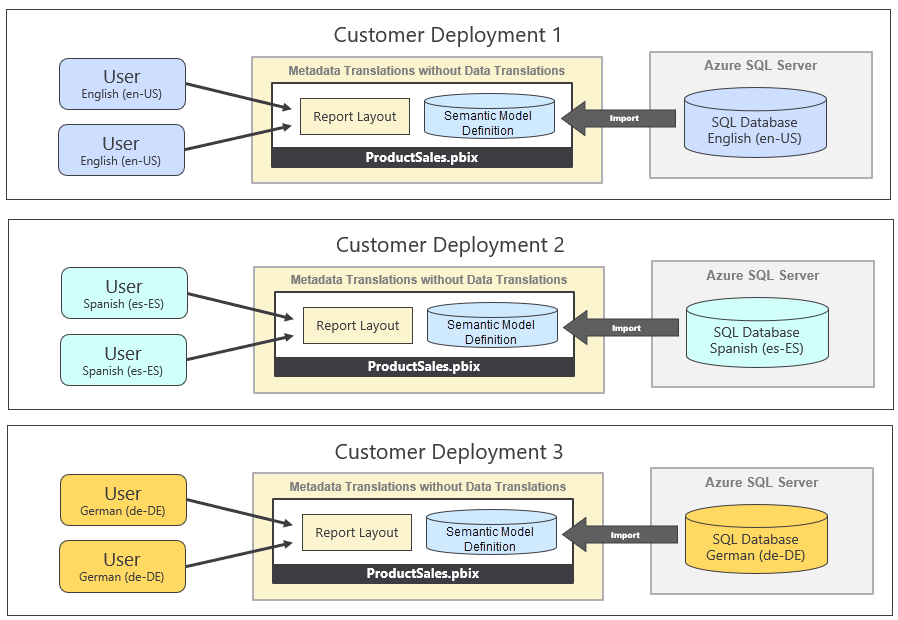 Customer Deployment 1
User
English (en-US)
User
English (en-US)
Metadata Translations without Data Translations
Report Layout
Semantic Model
Definition
ProductSales.pbix
Import
Azure SQL Server
SQL Database
English (en-US)
Customer Deployment 2
User
Spanish (es-ES)
User
Spanish (es-ES)
Metadata Translations without Data Translations
Report Layout
Semantic Model
Definition
ProductSales.pbix
Import
Azure SQL Server
SQL Database
Spanish (es-ES)
Customer Deployment 3
User
German (de-DE)
User
German (de-DE)
Metadata Translations without Data Translations
Report Layout
Semantic Model
Definition
ProductSales.pbix
Import
Azure SQL Server
SQL Database
German (de-DE)